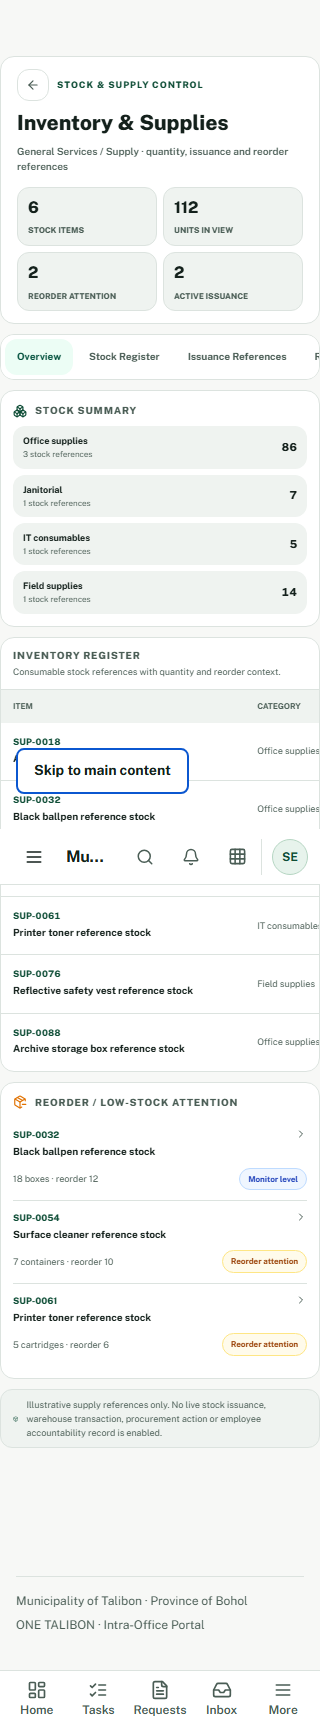 STOCK & SUPPLY CONTROL
Inventory & Supplies
General Services / Supply · quantity, issuance and reorder
references
6
STOCK ITEMS
112
UNITS IN VIEW
2
REORDER ATTENTION
2
ACTIVE ISSUANCE
Overview
Stock Register
Issuance References
STOCK SUMMARY
Office supplies
3 stock references
86
Janitorial
1 stock references
7
IT consumables
1 stock references
5
Field supplies
1 stock references
14
INVENTORY REGISTER
Consumable stock references with quantity and reorder context.
ITEM
CATEGORY
SUP-0018
Office supplies
Skip to main content
SUP-0032
Black ballpen reference stock
Office supplies
Mu...
SE
SUP-0061
Printer toner reference stock
IT consumables
SUP-0076
Reflective safety vest reference stock
Field supplies
SUP-0088
Archive storage box reference stock
Office supplies
REORDER / LOW-STOCK ATTENTION
SUP-0032
Black ballpen reference stock
18 boxes · reorder 12
Monitor level
SUP-0054
Surface cleaner reference stock
7 containers · reorder 10
Reorder attention
SUP-0061
Printer toner reference stock
5 cartridges · reorder 6
Reorder attention
Illustrative supply references only. No live stock issuance,
warehouse transaction, procurement action or employee
accountability record is enabled.
Municipality of Talibon · Province of Bohol
ONE TALIBON · Intra-Office Portal
Home
Tasks
Requests
Inbox
More